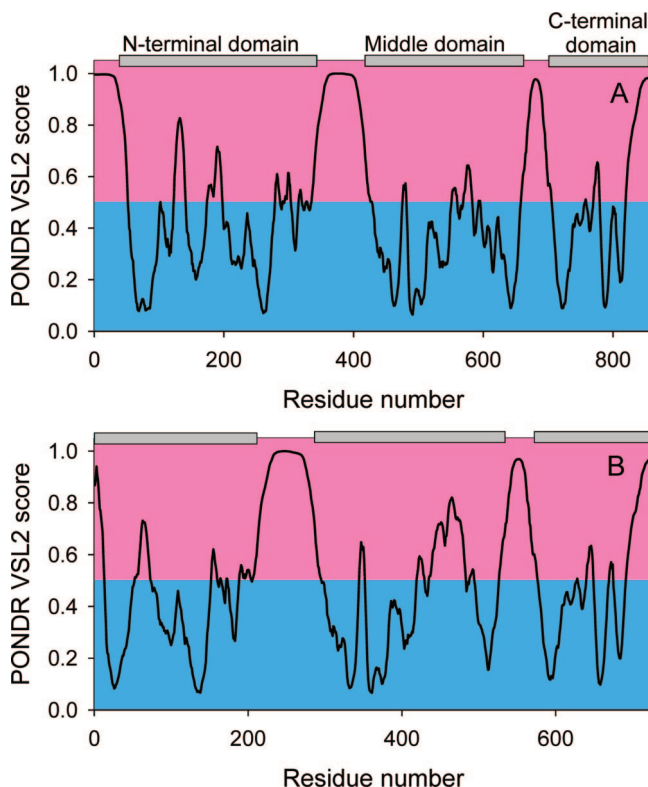 C-terminal
N-terminal domain Middle domain domain
A
1.0
0.8
0.6
0.4
0.2
0.0
PONDR VSL2 score
0 200 400 600 800
Residue number
B
1.0
0.8
0.6
0.4
0.2
0.0
PONDR VSL2 score
0 200 400 600
Residue number